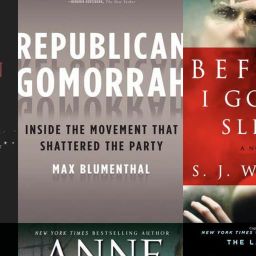 REPUBLICAN
GOMORRAH
INSIDE THE MOVEMENT THAT
SHATTERED THE PARTY
MAX BLUMENTHAL
BEF
I GO
SL
A N
S. J. W
NEW YORK TIMES
THE L
NEW YORK TIMES BESTSELLING AUTHOR
ANNE